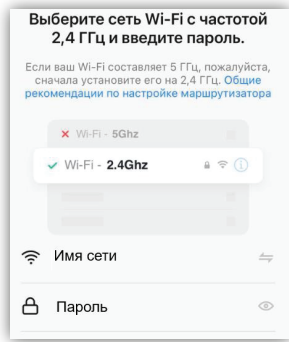 Выберите сеть Wi-Fi с частотой
2,4 ГГц и введите пароль.
Если ваш Wi-Fi составляет 5 ГГц, пожалуйста,
сначала установите его на 2,4 ГГц. Общие
рекомендации по настройке маршрутизатора
Wi-Fi - 5Ghz
Wi-Fi - 2.4Ghz
Имя сети
Пароль